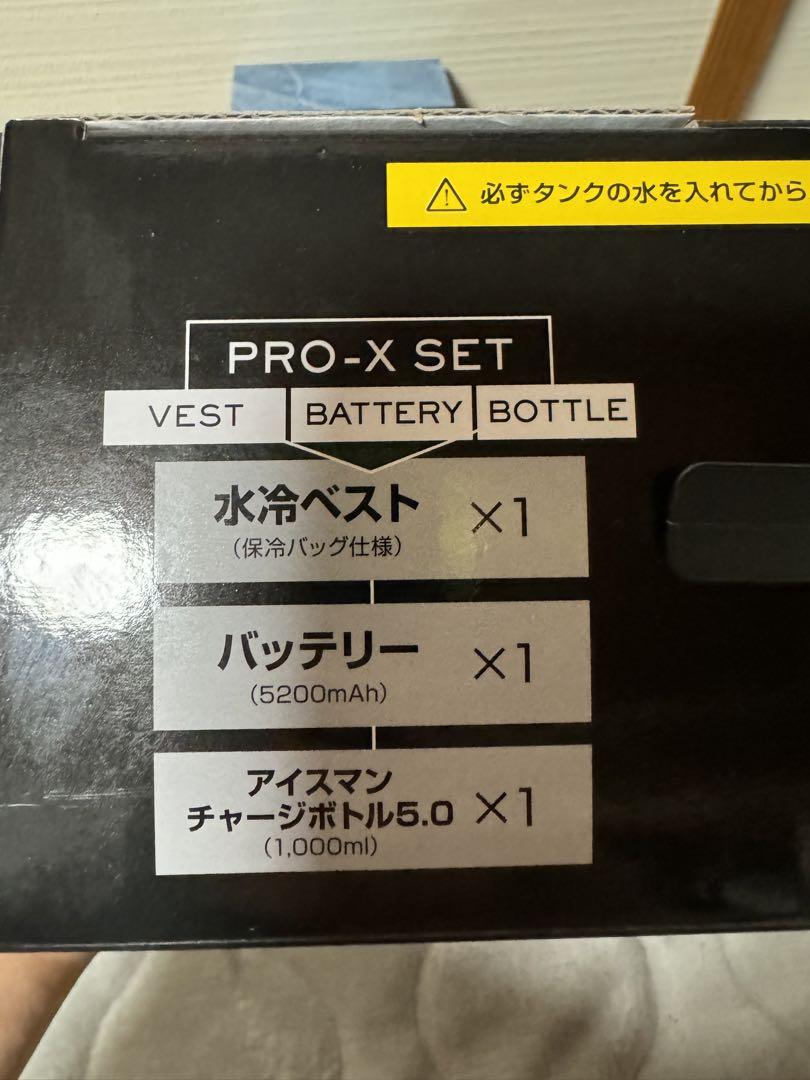 必ずタンクの水を入れてから
PRO-X SET
VEST BATTERY BOTTLE
水冷ベスト ×1
(保冷バッグ仕様)
バッテリー ×1
(5200mAh)
アイスマン
チャージボトル5.0 ×1
(1,000ml)